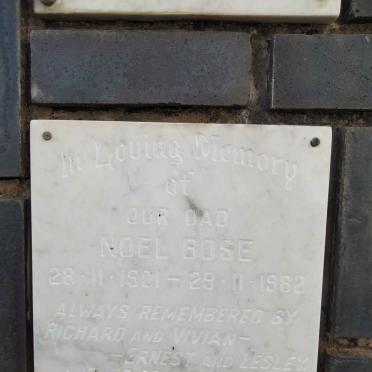 In Loving Memory
of
OUR DAD
NOEL BOSE
28-11-1901 - 29-11-1982
ALWAYS REMEMBERED BY
RICHARD AND VIVIAN -
- ERNEST AND LESLEY.